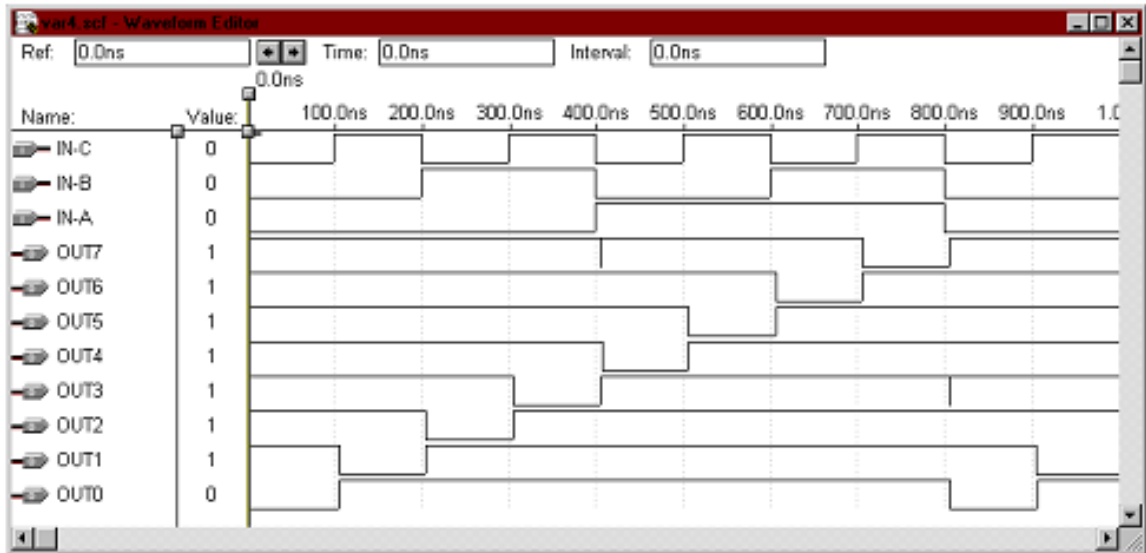 var4.scf - Waveform Editor
Ref: 0.0ns Time: 0.0ns Interval: 0.0ns
0.0ns
Name: Value: 100.0ns 200.0ns 300.0ns 400.0ns 500.0ns 600.0ns 700.0ns 800.0ns 900.0ns 1.0
IN-C 0
IN-B 0
IN-A 0
OUT7 1
OUT6 1
OUT5 1
OUT4 1
OUT3 1
OUT2 1
OUT1 1
OUT0 0